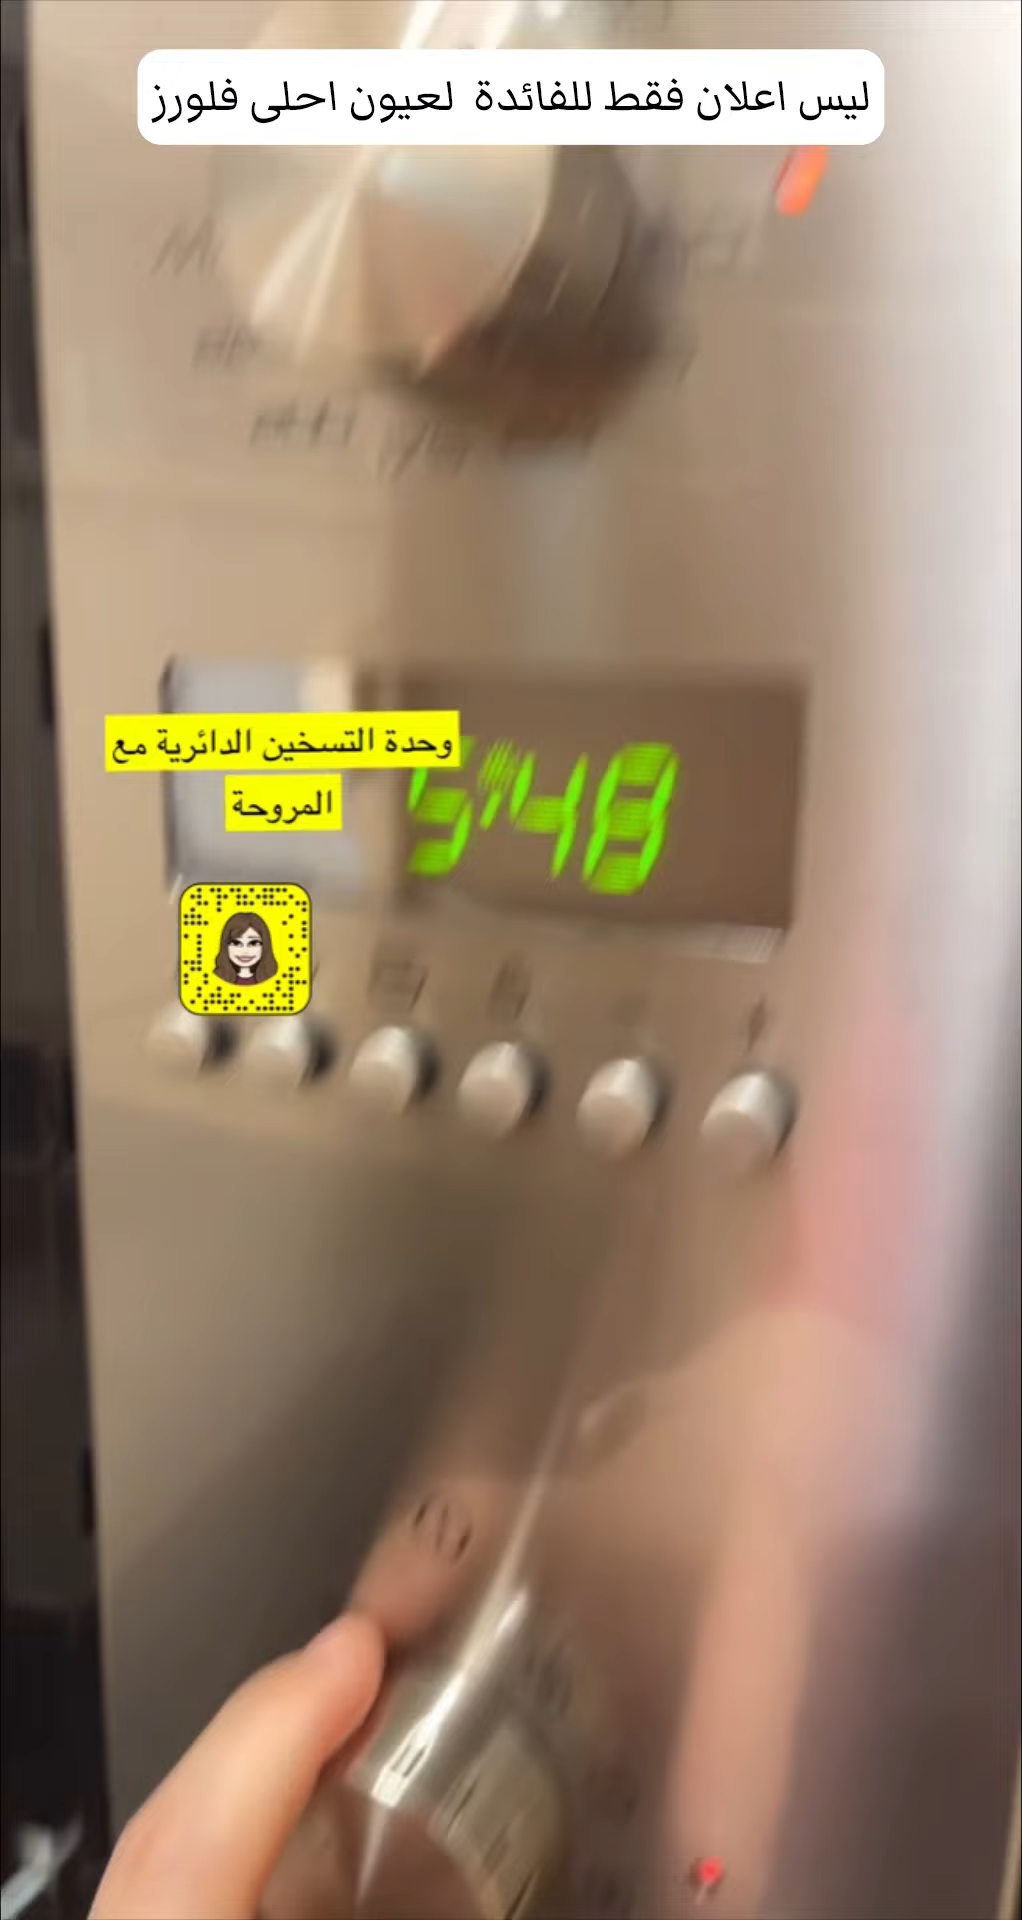 ليس اعلان فقط للفائدة لعيون احلى فلورز
وحدة التسخين الدائرية مع
المروحة
5:48